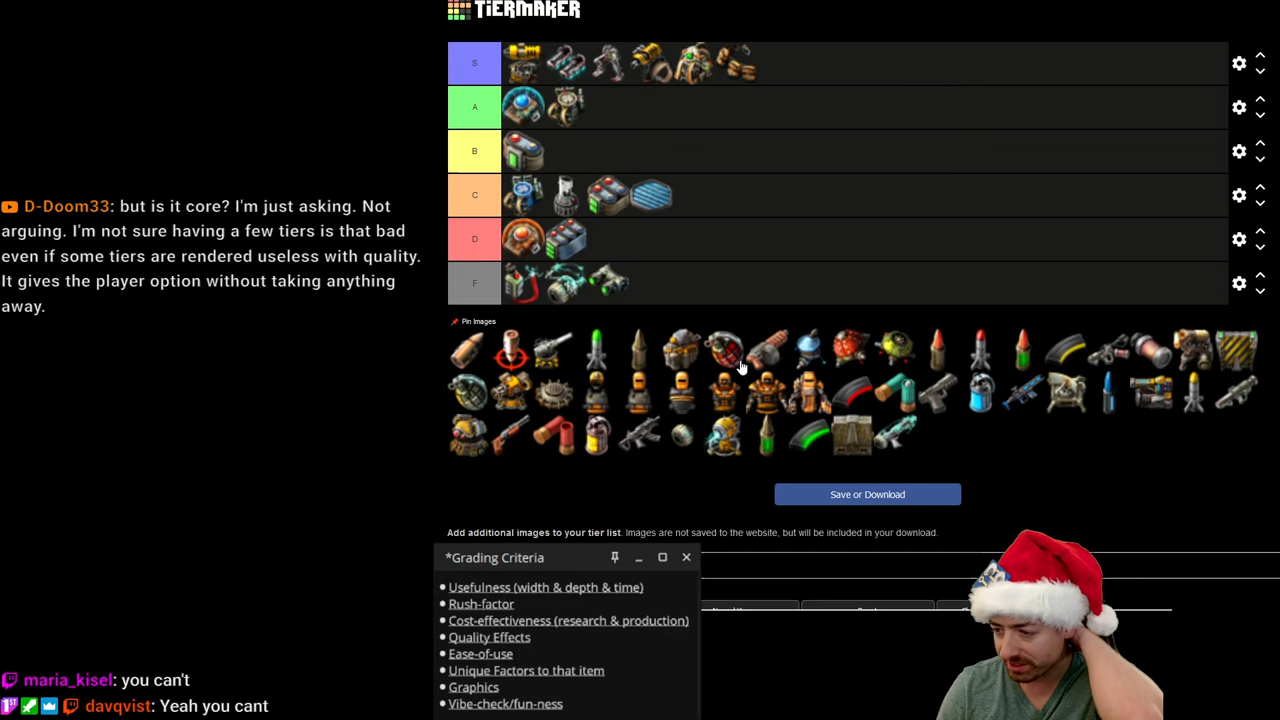 TiERMAKER
S
A
B
C
D
F
D-Doom33: but is it core? I'm just asking. Not
arguing. I'm not sure having a few tiers is that bad
even if some tiers are rendered useless with quality.
It gives the player option without taking anything
away.
Pin Images
Save or Download
Add additional images to your tier list. Images are not saved to the website, but will be included in your download.
*Grading Criteria
Usefulness (width & depth & time)
Rush-factor
Cost-effectiveness (research & production)
Quality Effects
Ease-of-use
Unique Factors to that item
Graphics
Vibe-check/fun-ness
maria_kisel: you can't
1ST davqvist: Yeah you cant